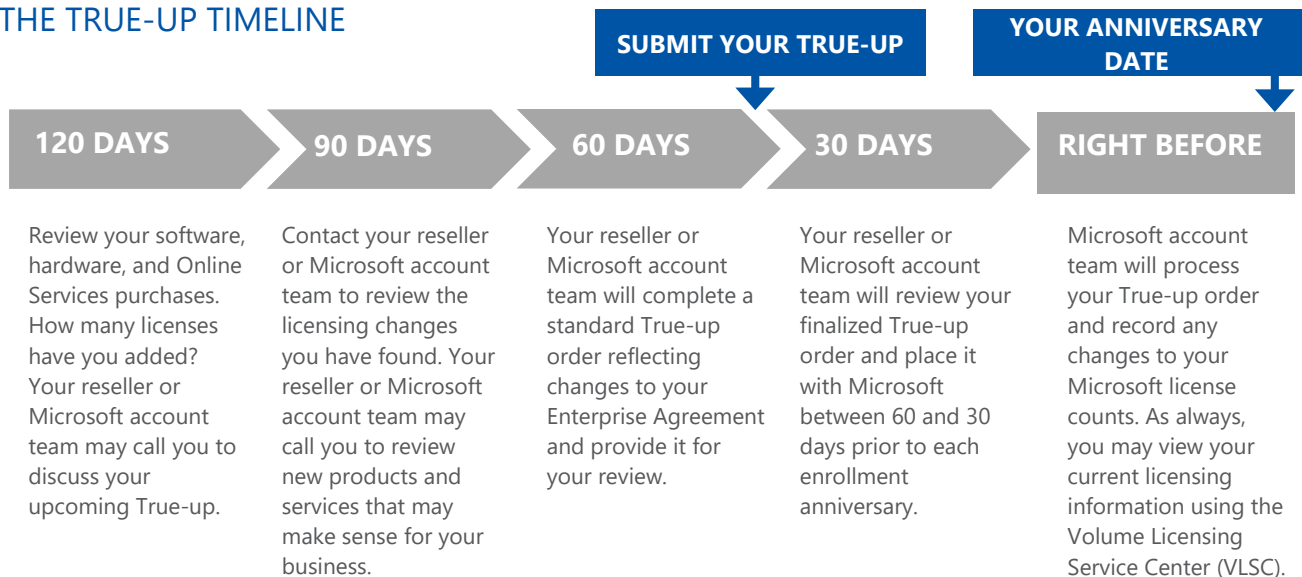 THE TRUE-UP TIMELINE
SUBMIT YOUR TRUE-UP
YOUR ANNIVERSARY
DATE
120 DAYS
90 DAYS
60 DAYS
30 DAYS
RIGHT BEFORE
Review your software,
hardware, and Online
Services purchases.
How many licenses
have you added?
Your reseller or
Microsoft account
team may call you to
discuss your
upcoming True-up.
Contact your reseller
or Microsoft account
team to review the
licensing changes
you have found. Your
reseller or Microsoft
account team may
call you to review
new products and
services that may
make sense for your
business.
Your reseller or
Microsoft account
team will complete a
standard True-up
order reflecting
changes to your
Enterprise Agreement
and provide it for
your review.
Your reseller or
Microsoft account
team will review your
finalized True-up
order and place it
with Microsoft
between 60 and 30
days prior to each
enrollment
anniversary.
Microsoft account
team will process
your True-up order
and record any
changes to your
Microsoft license
counts. As always,
you may view your
current licensing
information using the
Volume Licensing
Service Center (VLSC).